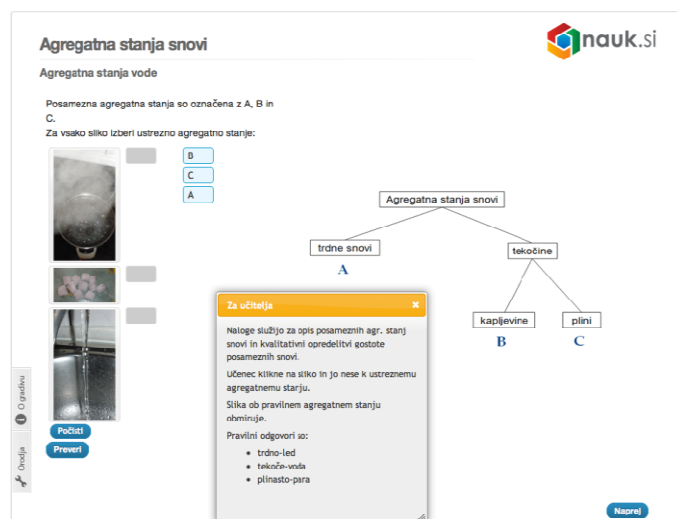 Agregatna stanja snovi
nauk.si
Agregatna stanja vode
Posamezna agregatna stanja so označena z A, B in
C.
Za vsako sliko izberi ustrezno agregatno stanje:
B
C
A
Agregatna stanja snovi
trdne snovi
tekočine
A
kapljevine
plini
B
C
Za učitelja
Naloge služijo za opis posameznih agr. stanj
snovi in kvalitativni opredelitvi gostote
posameznih snovi.
Učenec klikne na sliko in jo nese k ustreznemu
agregatnemu starju.
Slika ob pravilnem agregatnem stanju
obmiruje.
Pravilni odgovori so:
trdno-led
tekoče-voda
plinasto-para
O gradivu
Orodja
Počisti
Preveri
Naprej